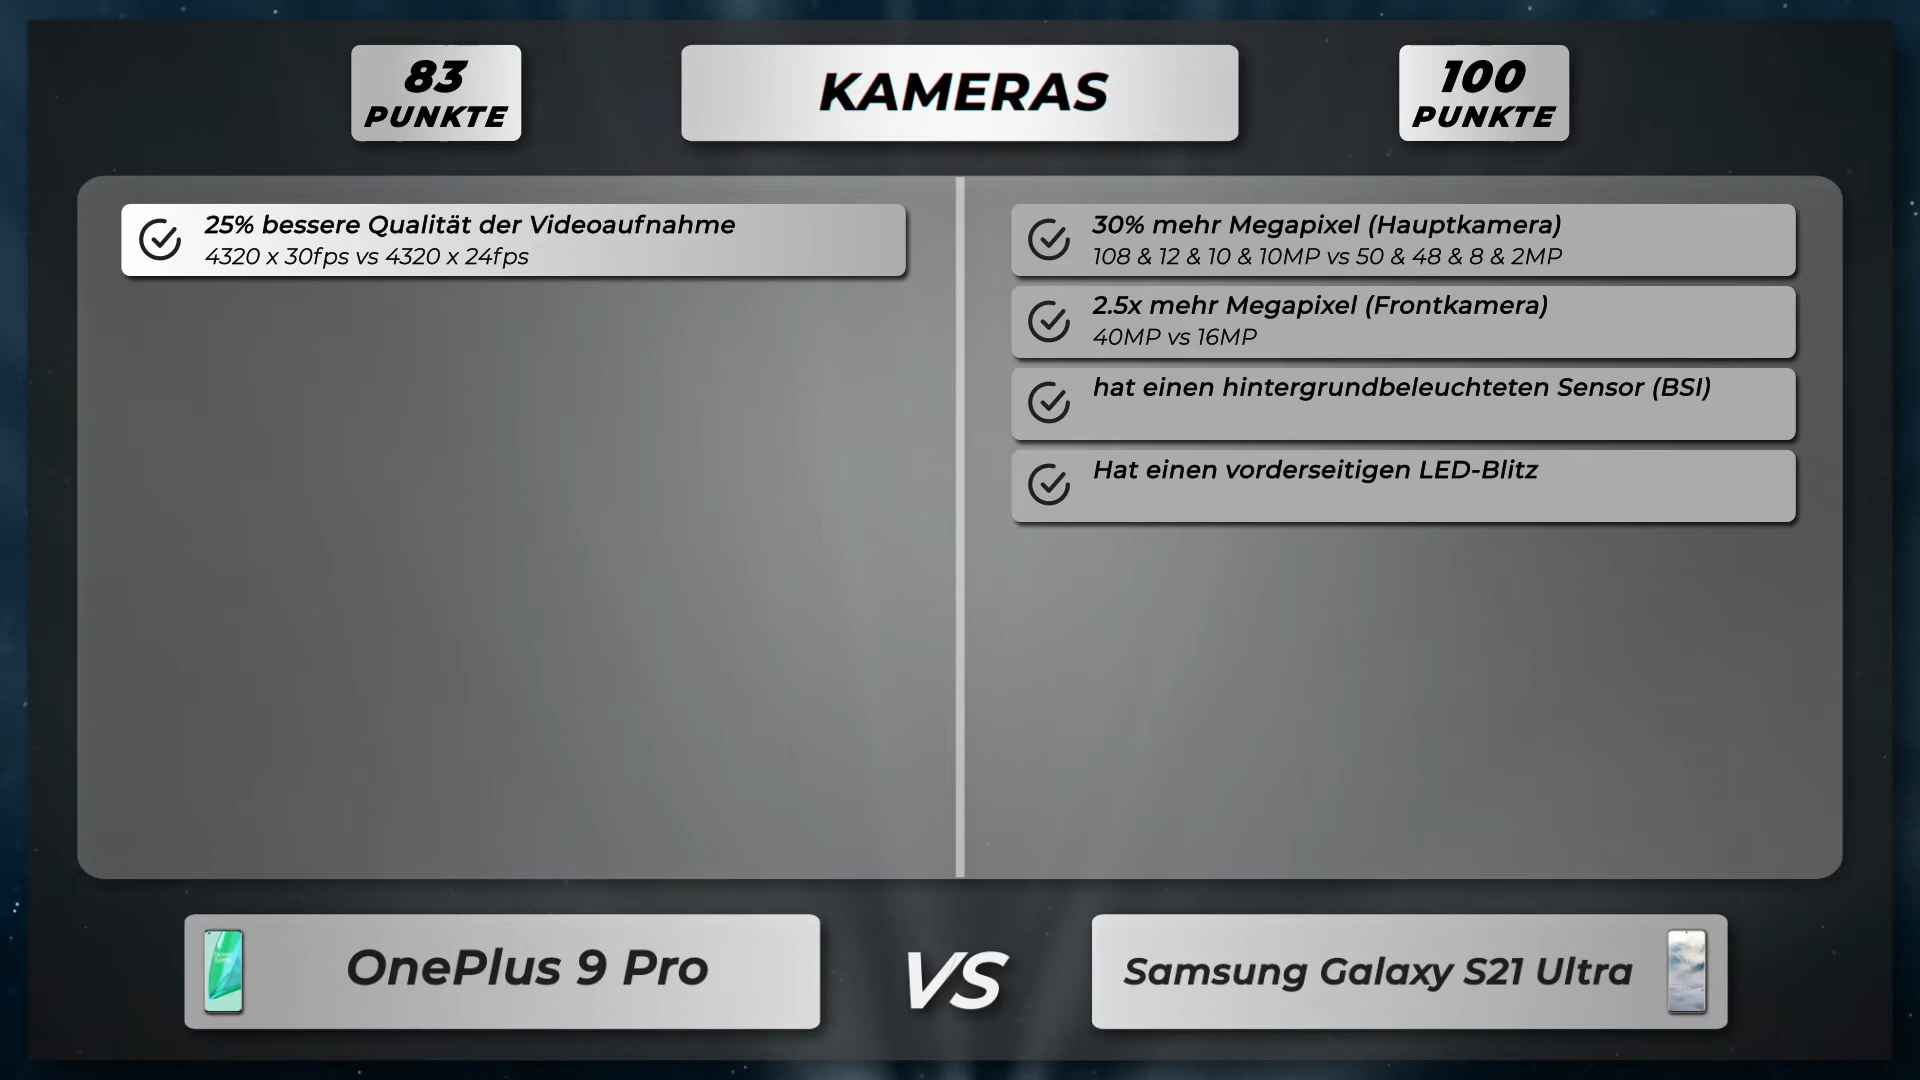 83
PUNKTE
KAMERAS
100
PUNKTE
25% bessere Qualität der Videoaufnahme
4320 x 30fps vs 4320 x 24fps
30% mehr Megapixel (Hauptkamera)
108 & 12 & 10 & 10MP vs 50 & 48 & 8 & 2MP
2.5x mehr Megapixel (Frontkamera)
40MP vs 16MP
hat einen hintergrundbeleuchteten Sensor (BSI)
Hat einen vorderseitigen LED-Blitz
OnePlus 9 Pro
VS
Samsung Galaxy S21 Ultra